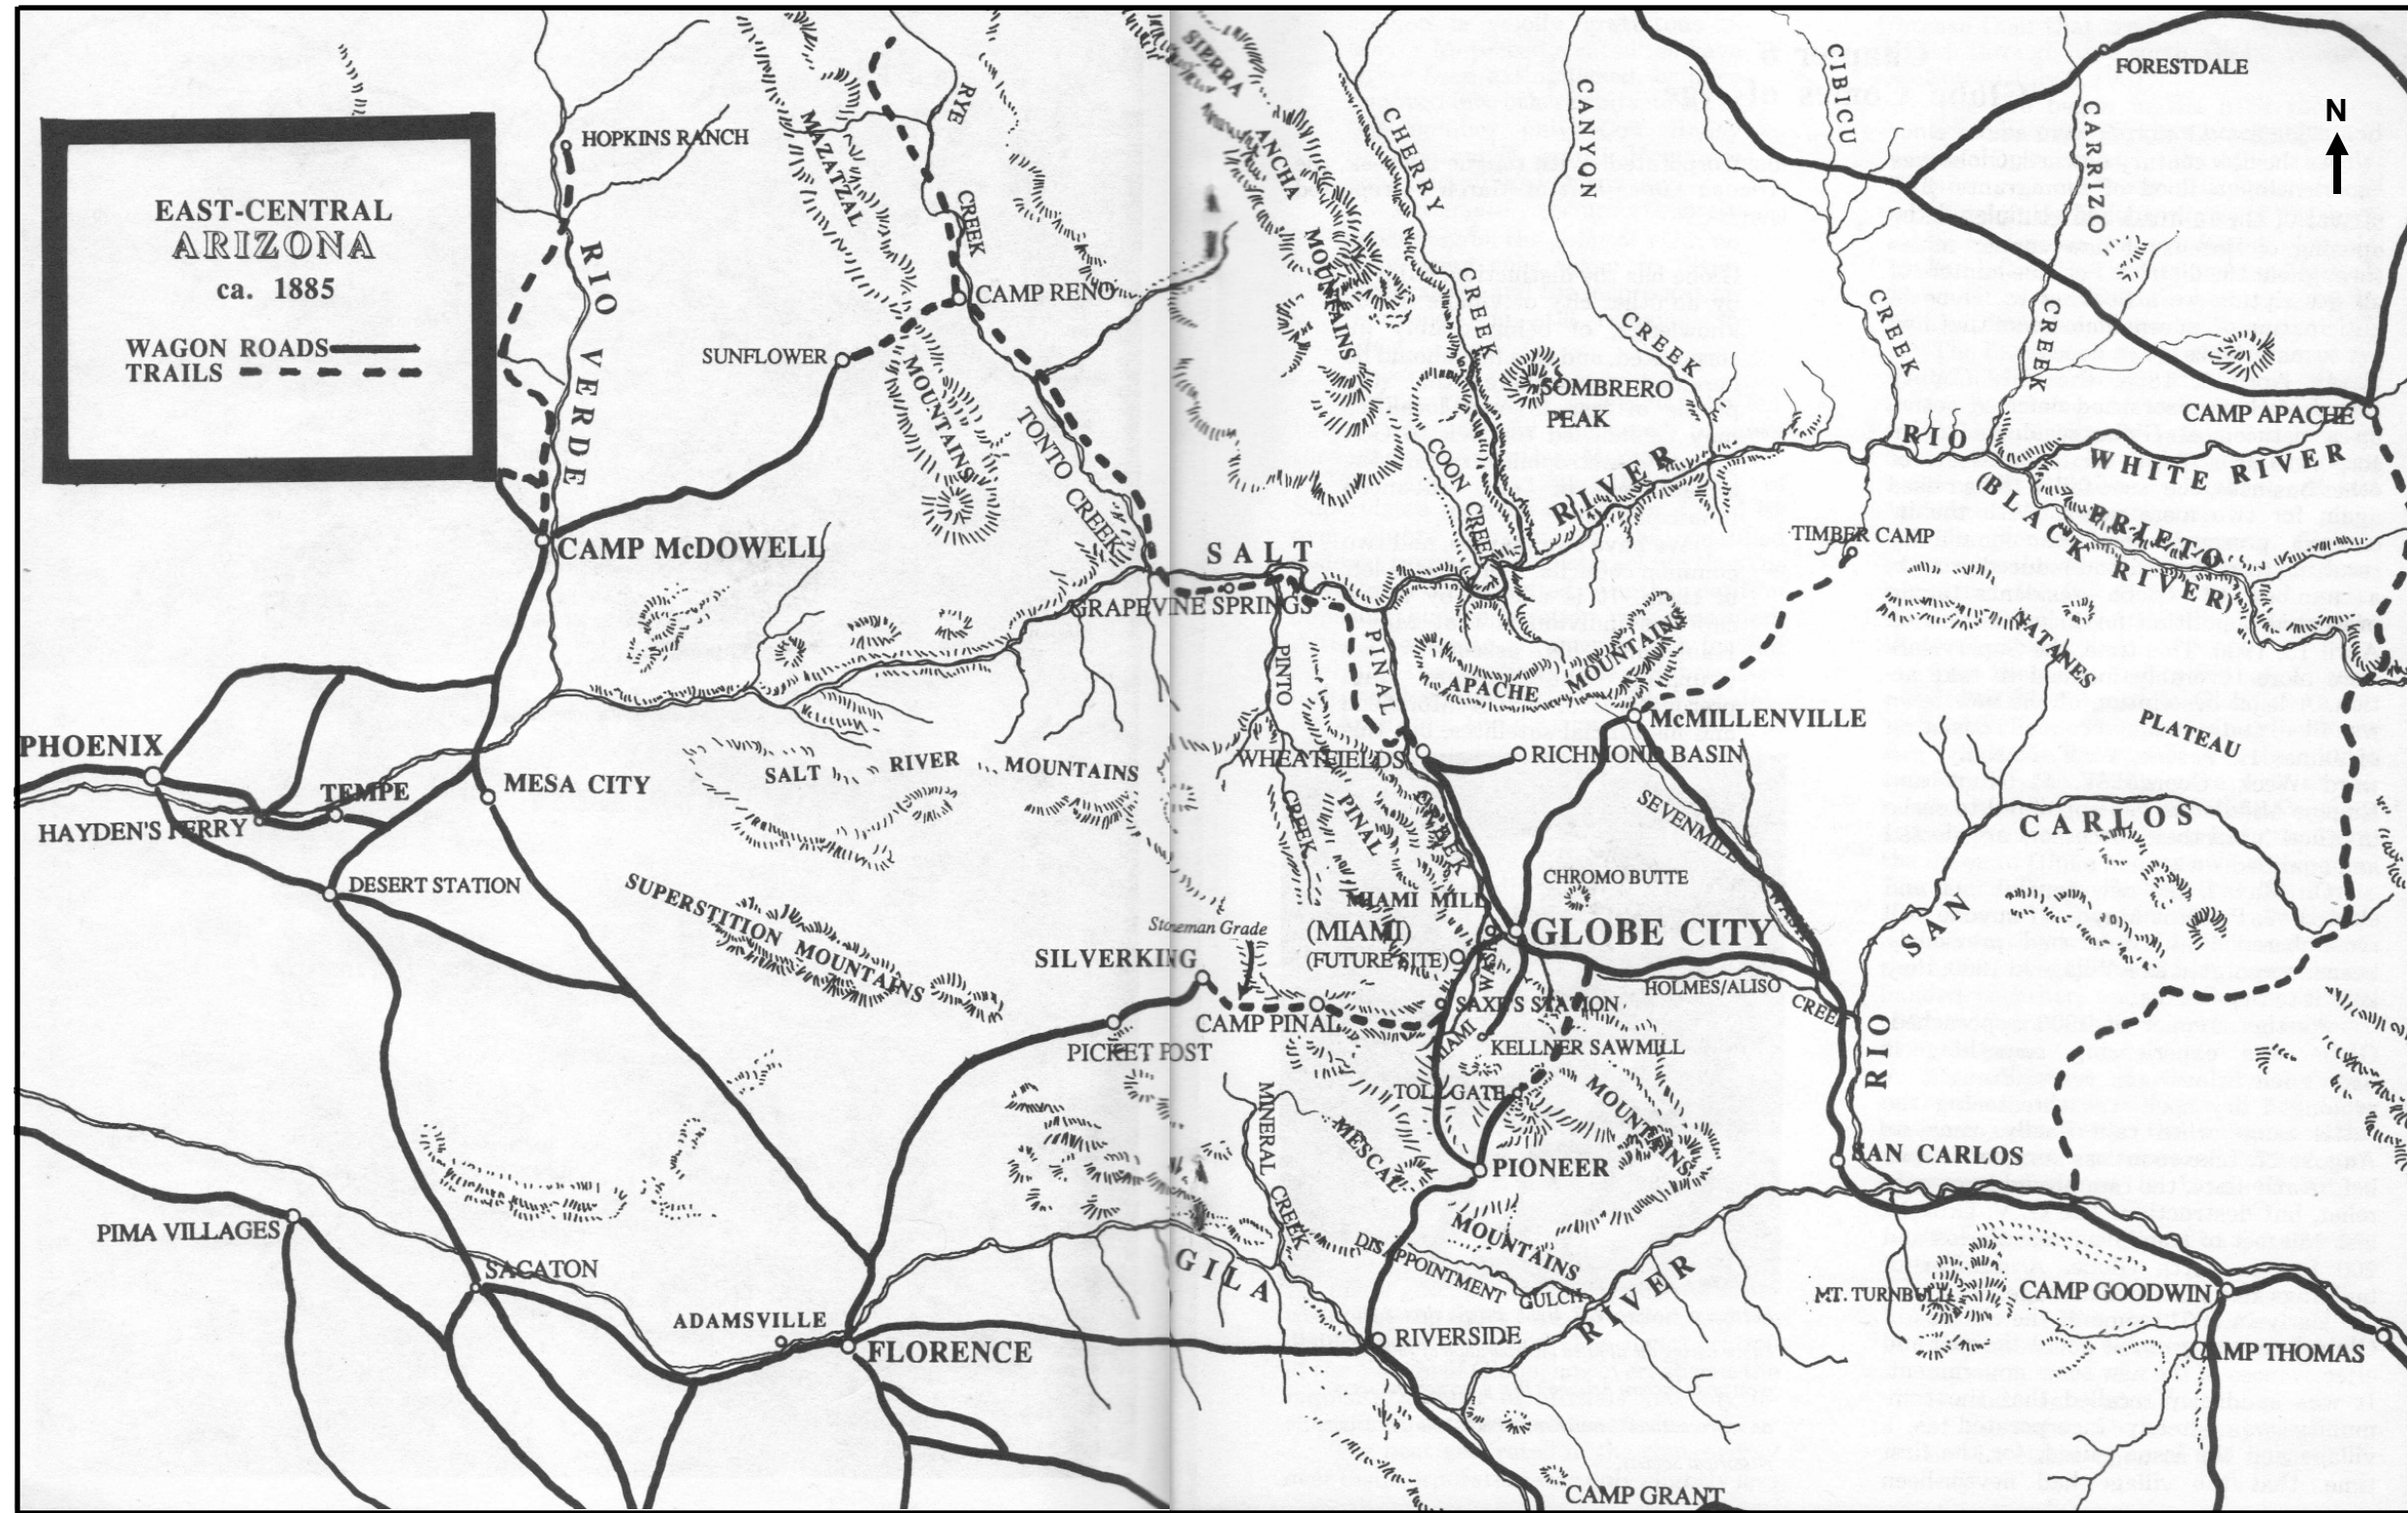 EAST-CENTRAL
ARIZONA
ca. 1885
WAGON ROADS
TRAILS
N
HOPKINS RANCH
RIO VERDE
MAZATZAL
MOUNTAINS
RYE
CREEK
CAMP RENO
SUNFLOWER
TONTO CREEK
CAMP McDOWELL
SIERRA
ANCHA
MOUNTAINS
CHERRY
CREEK
CANYON
CREEK
CIBICU
CREEK
CARRIZO
CREEK
FORESTDALE
SOMBRERO
PEAK
COON CREEK
CAMP APACHE
RIO
WHITE RIVER
PRIETO
(BLACK RIVER)
SALT
RIVER
GRAPEVINE SPRINGS
TIMBER CAMP
NATANES
PLATEAU
PINTO
CREEK
PINAL
CREEK
APACHE
MOUNTAINS
McMILLENVILLE
WHEATFIELDS
RICHMOND BASIN
PHOENIX
TEMPE
HAYDEN'S FERRY
MESA CITY
SALT RIVER MOUNTAINS
DESERT STATION
SUPERSTITION MOUNTAINS
PINAL
SEVENMILE
WASH
CHROMO BUTTE
MIAMI MILL
(MIAMI)
(FUTURE SITE)
GLOBE CITY
SAN CARLOS
RIO
Stoneman Grade
SILVERKING
CAMP PINAL
PICKET POST
SAXE'S STATION
MIAMI
WASH
HOLMES/ALISO
CREEK
KELLNER SAWMILL
TOLLGATE
MOUNTAINS
MINERAL
CREEK
MESCAL
MOUNTAINS
PIONEER
SAN CARLOS
DISAPPOINTMENT
GULCH
GILA
RIVER
PIMA VILLAGES
SACATON
ADAMSVILLE
FLORENCE
RIVERSIDE
MT. TURNBULL
CAMP GOODWIN
CAMP THOMAS
CAMP GRANT